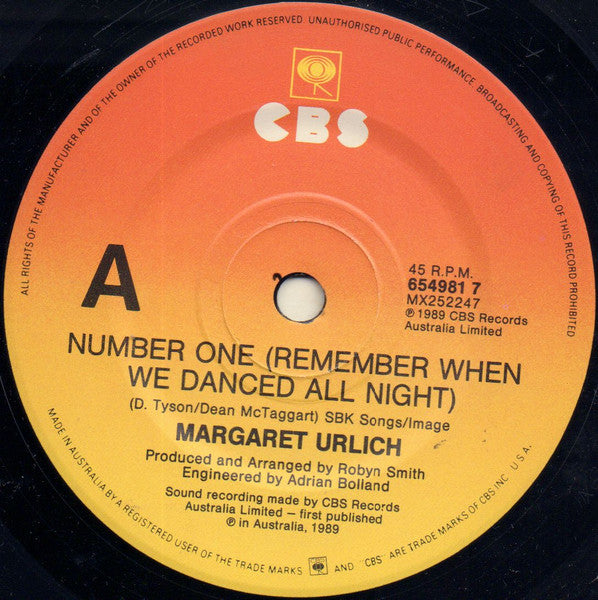 ALL RIGHTS OF THE MANUFACTURER AND OF THE OWNER OF THE RECORDED WORK RESERVED. UNAUTHORISED PUBLIC PERFORMANCE, BROADCASTING AND COPYING OF THIS RECORD PROHIBITED
CBS
A
45 R.P.M.
654981 7
MX252247
℗ 1989 CBS Records
Australia Limited
NUMBER ONE (REMEMBER WHEN
WE DANCED ALL NIGHT)
(D. Tyson/Dean McTaggart) SBK Songs/Image
MARGARET URLICH
Produced and Arranged by Robyn Smith
Engineered by Adrian Bolland
Sound recording made by CBS Records
Australia Limited – first published
℗ in Australia, 1989
MADE IN AUSTRALIA BY A REGISTERED USER OF THE TRADE MARKS AND "CBS" ARE TRADE MARKS OF CBS INC. U.S.A.